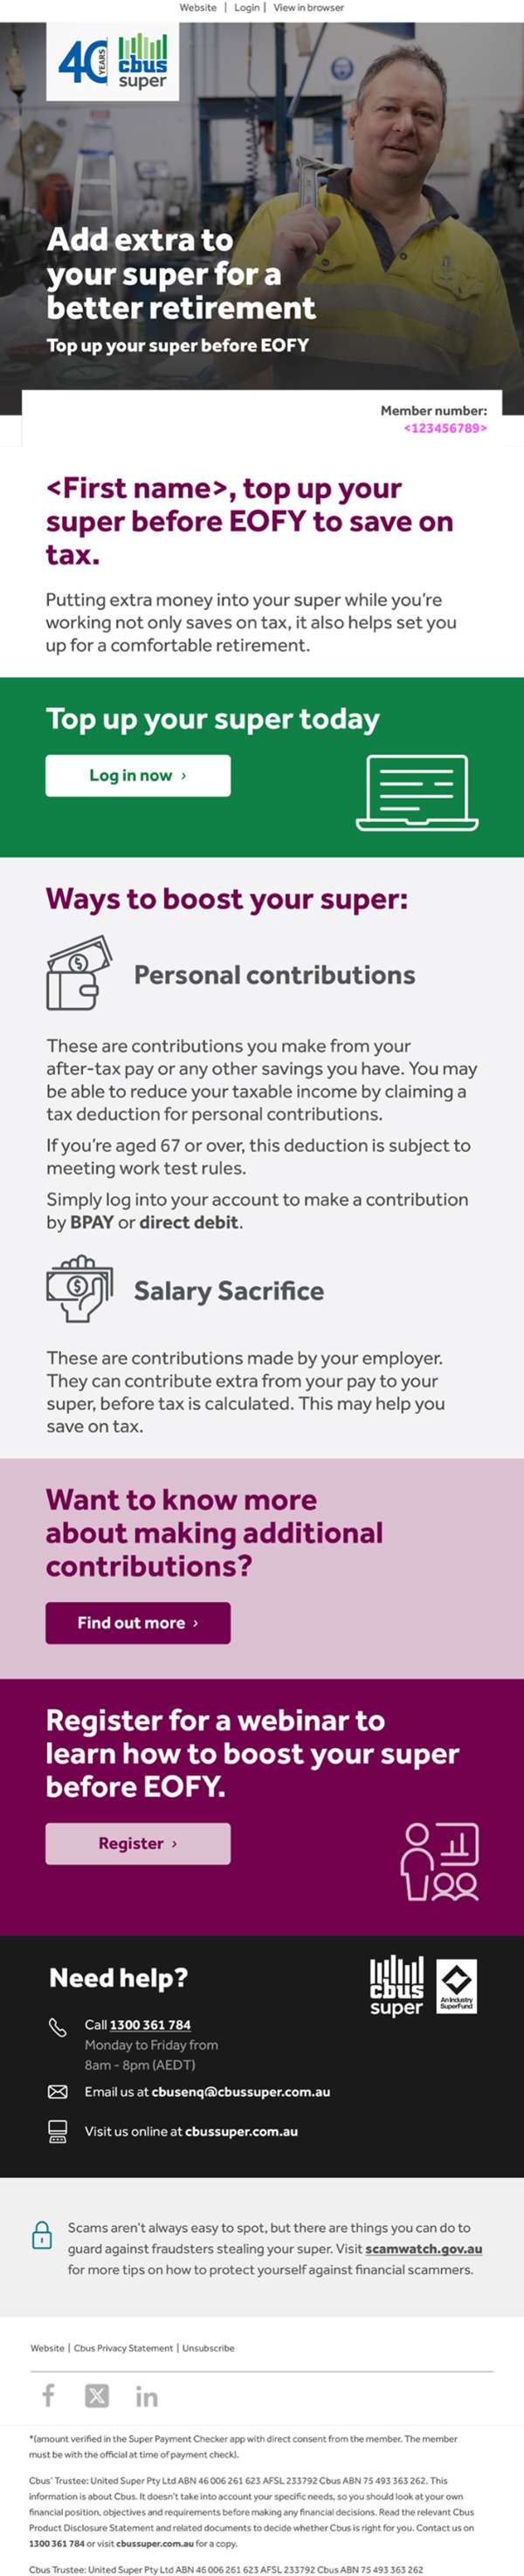 Website | Login | View in browser
40 YEARS
cbus
super
Add extra to
your super for a
better retirement
Top up your super before EOFY
Member number:
<123456789>
<First name>, top up your
super before EOFY to save on
tax.
Putting extra money into your super while you're
working not only saves on tax, it also helps set you
up for a comfortable retirement.
Top up your super today
Log in now ›
Ways to boost your super:
Personal contributions
These are contributions you make from your
after-tax pay or any other savings you have. You may
be able to reduce your taxable income by claiming a
tax deduction for personal contributions.
If you're aged 67 or over, this deduction is subject to
meeting work test rules.
Simply log into your account to make a contribution
by BPAY or direct debit.
Salary Sacrifice
These are contributions made by your employer.
They can contribute extra from your pay to your
super, before tax is calculated. This may help you
save on tax.
Want to know more
about making additional
contributions?
Find out more ›
Register for a webinar to
learn how to boost your super
before EOFY.
Register ›
Need help?
cbus
super
An Industry
SuperFund
Call 1300 361 784
Monday to Friday from
8am - 8pm (AEDT)
Email us at cbusenq@cbussuper.com.au
Visit us online at cbussuper.com.au
Scams aren't always easy to spot, but there are things you can do to
guard against fraudsters stealing your super. Visit scamwatch.gov.au
for more tips on how to protect yourself against financial scammers.
Website | Cbus Privacy Statement | Unsubscribe
*(amount verified in the Super Payment Checker app with direct consent from the member. The member
must be with the official at time of payment check).
Cbus' Trustee: United Super Pty Ltd ABN 46 006 261 623 AFSL 233792 Cbus ABN 75 493 363 262. This
information is about Cbus. It doesn't take into account your specific needs, so you should look at your own
financial position, objectives and requirements before making any financial decisions. Read the relevant Cbus
Product Disclosure Statement and related documents to decide whether Cbus is right for you. Contact us on
1300 361 784 or visit cbussuper.com.au for a copy.
Cbus Trustee: United Super Pty Ltd ABN 46 006 261 623 AFSL 233792 Cbus ABN 75 493 363 262